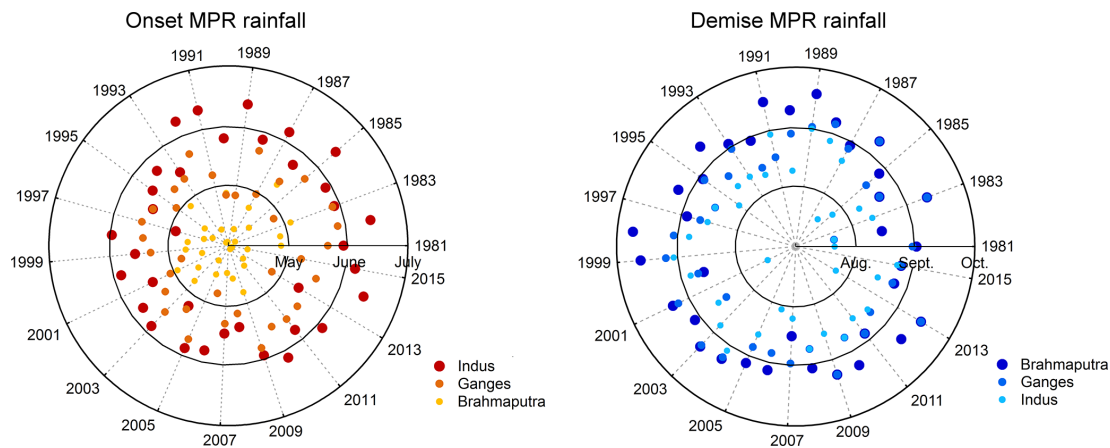 Onset MPR rainfall
1989
1991
1987
1993
1985
1995
1983
1997
1981
May
June
July
1999
2015
2001
2013
2003
2011
2005
2007
2009
Indus
Ganges
Brahmaputra
Demise MPR rainfall
1989
1991
1987
1993
1985
1995
1983
1997
1981
Aug.
Sept.
Oct.
1999
2015
2001
2013
2003
2011
2005
2007
2009
Brahmaputra
Ganges
Indus